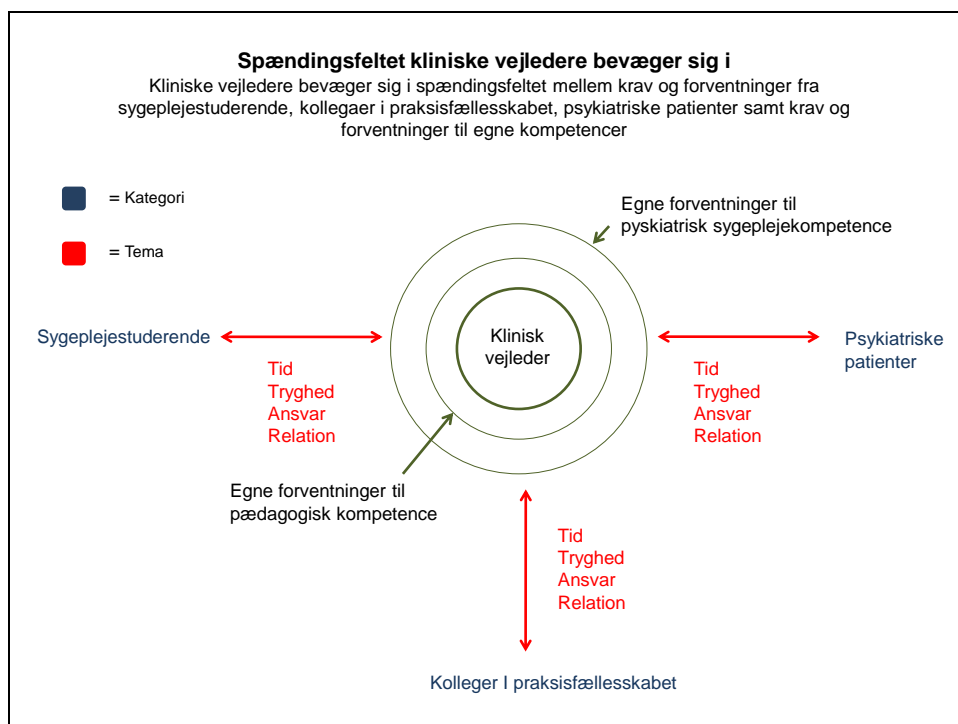 Spændingsfeltet kliniske vejledere bevæger sig i
Kliniske vejledere bevæger sig i spændingsfeltet mellem krav og forventninger fra
sygeplejestuderende, kollegaer i praksisfællesskabet, psykiatriske patienter samt krav og
forventninger til egne kompetencer
= Kategori
= Tema
Egne forventninger til
pyskiatrisk sygeplejekompetence
Sygeplejestuderende
Klinisk
vejleder
Psykiatriske
patienter
Tid
Tryghed
Ansvar
Relation
Tid
Tryghed
Ansvar
Relation
Egne forventninger til
pædagogisk kompetence
Tid
Tryghed
Ansvar
Relation
Kolleger I praksisfællesskabet